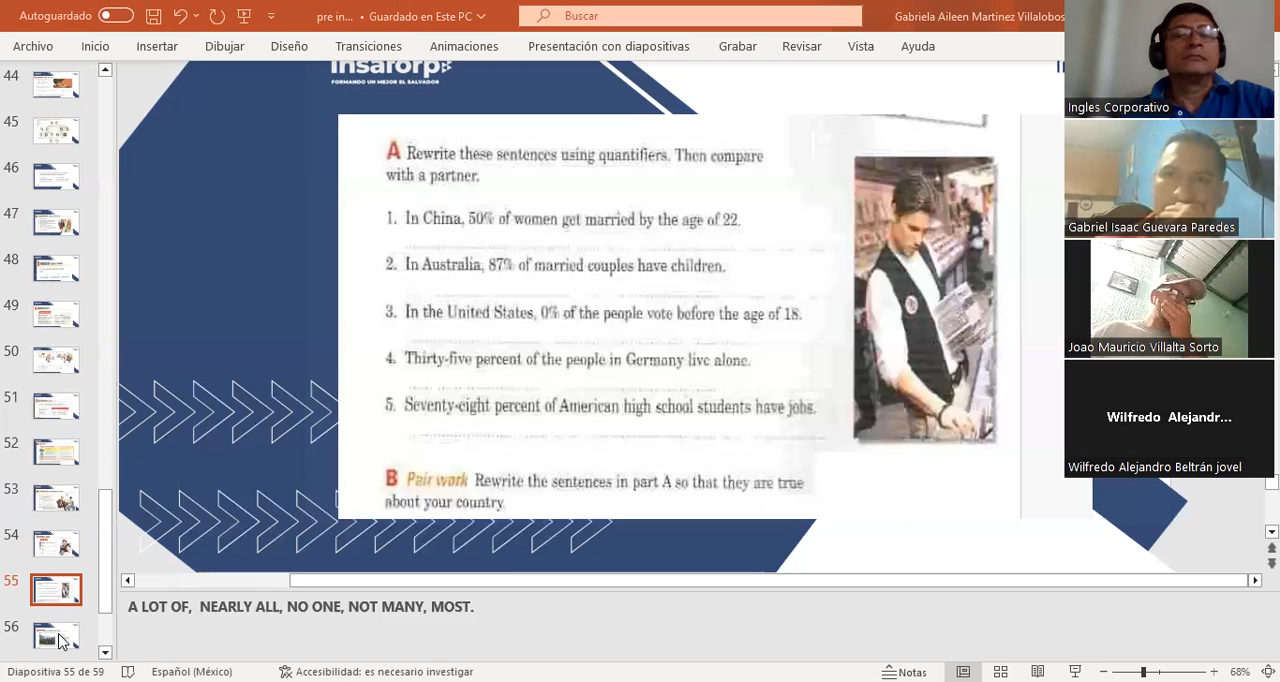 Autoguardado
pre in... • Guardado en Este PC
Buscar
Gabriela Aileen Martinez Villalobos
Archivo
Inicio
Insertar
Dibujar
Diseño
Transiciones
Animaciones
Presentación con diapositivas
Grabar
Revisar
Vista
Ayuda
44
45
46
47
48
49
50
51
52
53
54
55
56
insaforp
FORMANDO UN MEJOR EL SALVADOR
A Rewrite these sentences using quantifiers. Then compare
with a partner.
1. In China, 50% of women get married by the age of 22.
2. In Australia, 87% of married couples have children.
3. In the United States, 0% of the people vote before the age of 18.
4. Thirty-five percent of the people in Germany live alone.
5. Seventy-eight percent of American high school students have jobs.
B Pair work Rewrite the sentences in part A so that they are true
about your country.
Ingles Corporativo
Gabriel Isaac Guevara Paredes
Joao Mauricio Villalta Sorto
Wilfredo Alejandr...
Wilfredo Alejandro Beltrán jovel
A LOT OF, NEARLY ALL, NO ONE, NOT MANY, MOST.
Diapositiva 55 de 59
Español (México)
Accesibilidad: es necesario investigar
Notas
68%